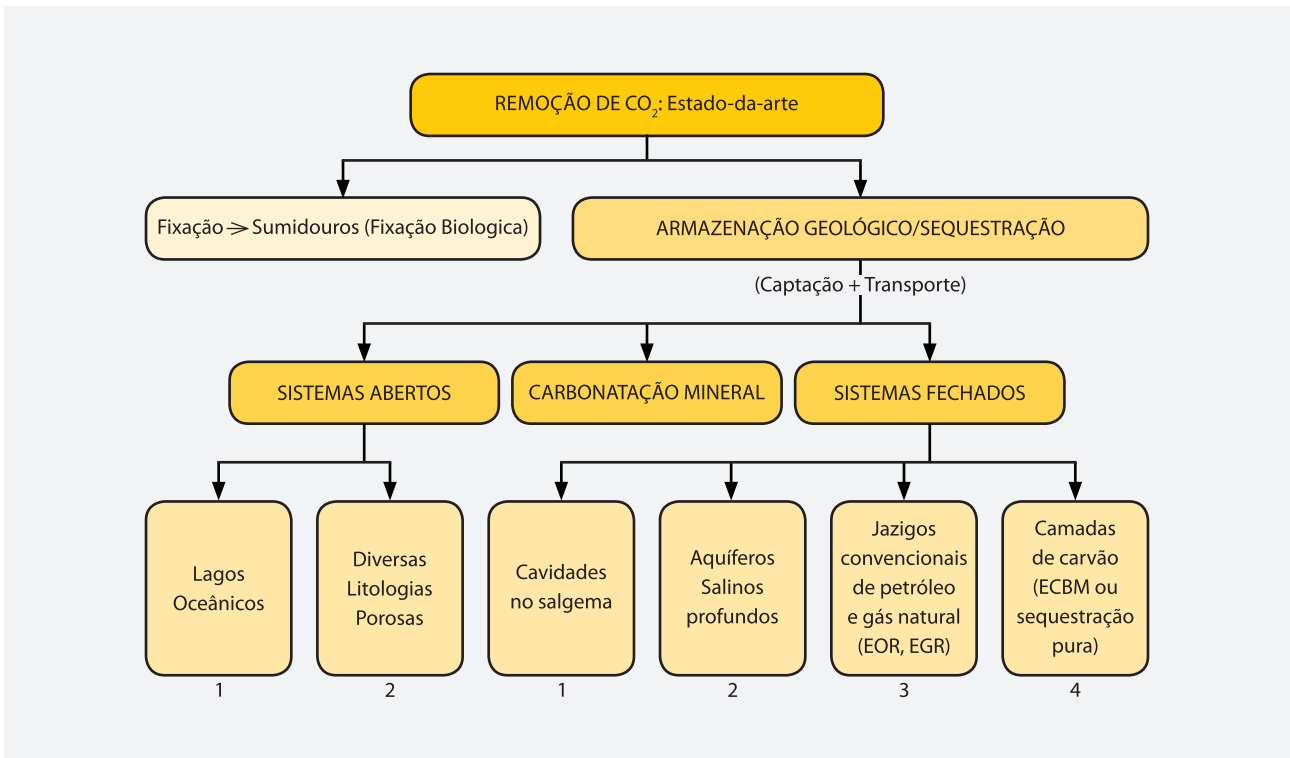 REMOÇÃO DE CO₂: Estado-da-arte
Fixação ⪢ Sumidouros (Fixação Biologica)
ARMAZENAÇÃO GEOLÓGICO/SEQUESTRAÇÃO
(Captação + Transporte)
SISTEMAS ABERTOS
CARBONATAÇÃO MINERAL
SISTEMAS FECHADOS
Lagos
Oceânicos
1
Diversas
Litologias
Porosas
2
Cavidades
no salgema
1
Aquíferos
Salinos
profundos
2
Jazigos
convencionais
de petróleo
e gás natural
(EOR, EGR)
3
Camadas
de carvão
(ECBM ou
sequestração
pura)
4